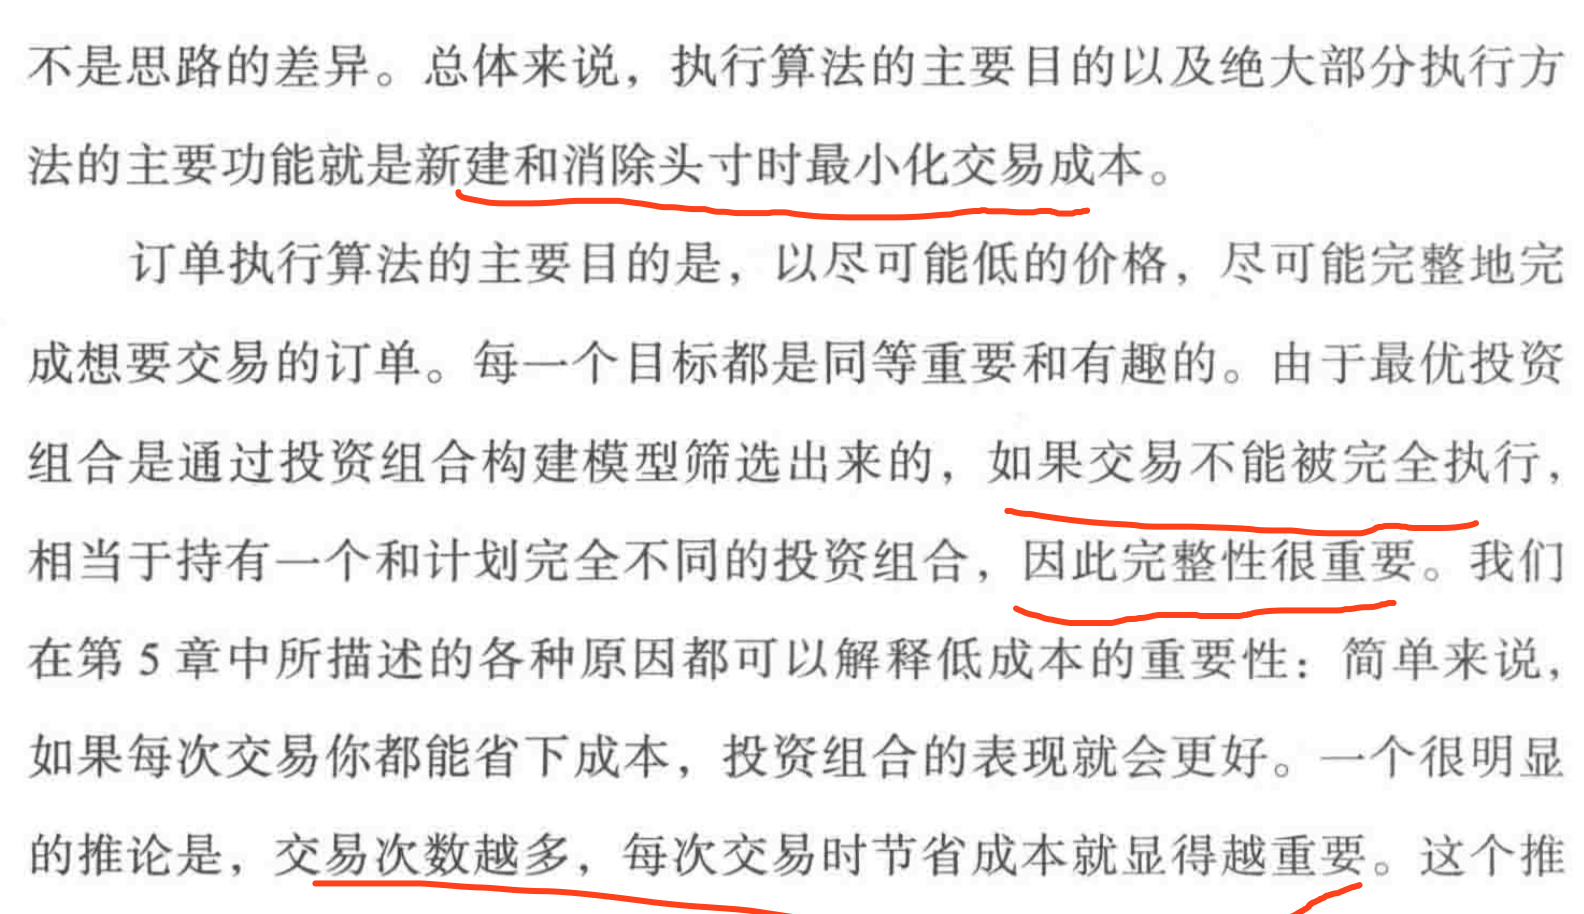 不是思路的差异。总体来说，执行算法的主要目的以及绝大部分执行方
法的主要功能就是新建和消除头寸时最小化交易成本。
订单执行算法的主要目的是，以尽可能低的价格，尽可能完整地完
成想要交易的订单。每一个目标都是同等重要和有趣的。由于最优投资
组合是通过投资组合构建模型筛选出来的，如果交易不能被完全执行，
相当于持有一个和计划完全不同的投资组合，因此完整性很重要。我们
在第 5 章中所描述的各种原因都可以解释低成本的重要性：简单来说，
如果每次交易你都能省下成本，投资组合的表现就会更好。一个很明显
的推论是，交易次数越多，每次交易时节省成本就显得越重要。这个推